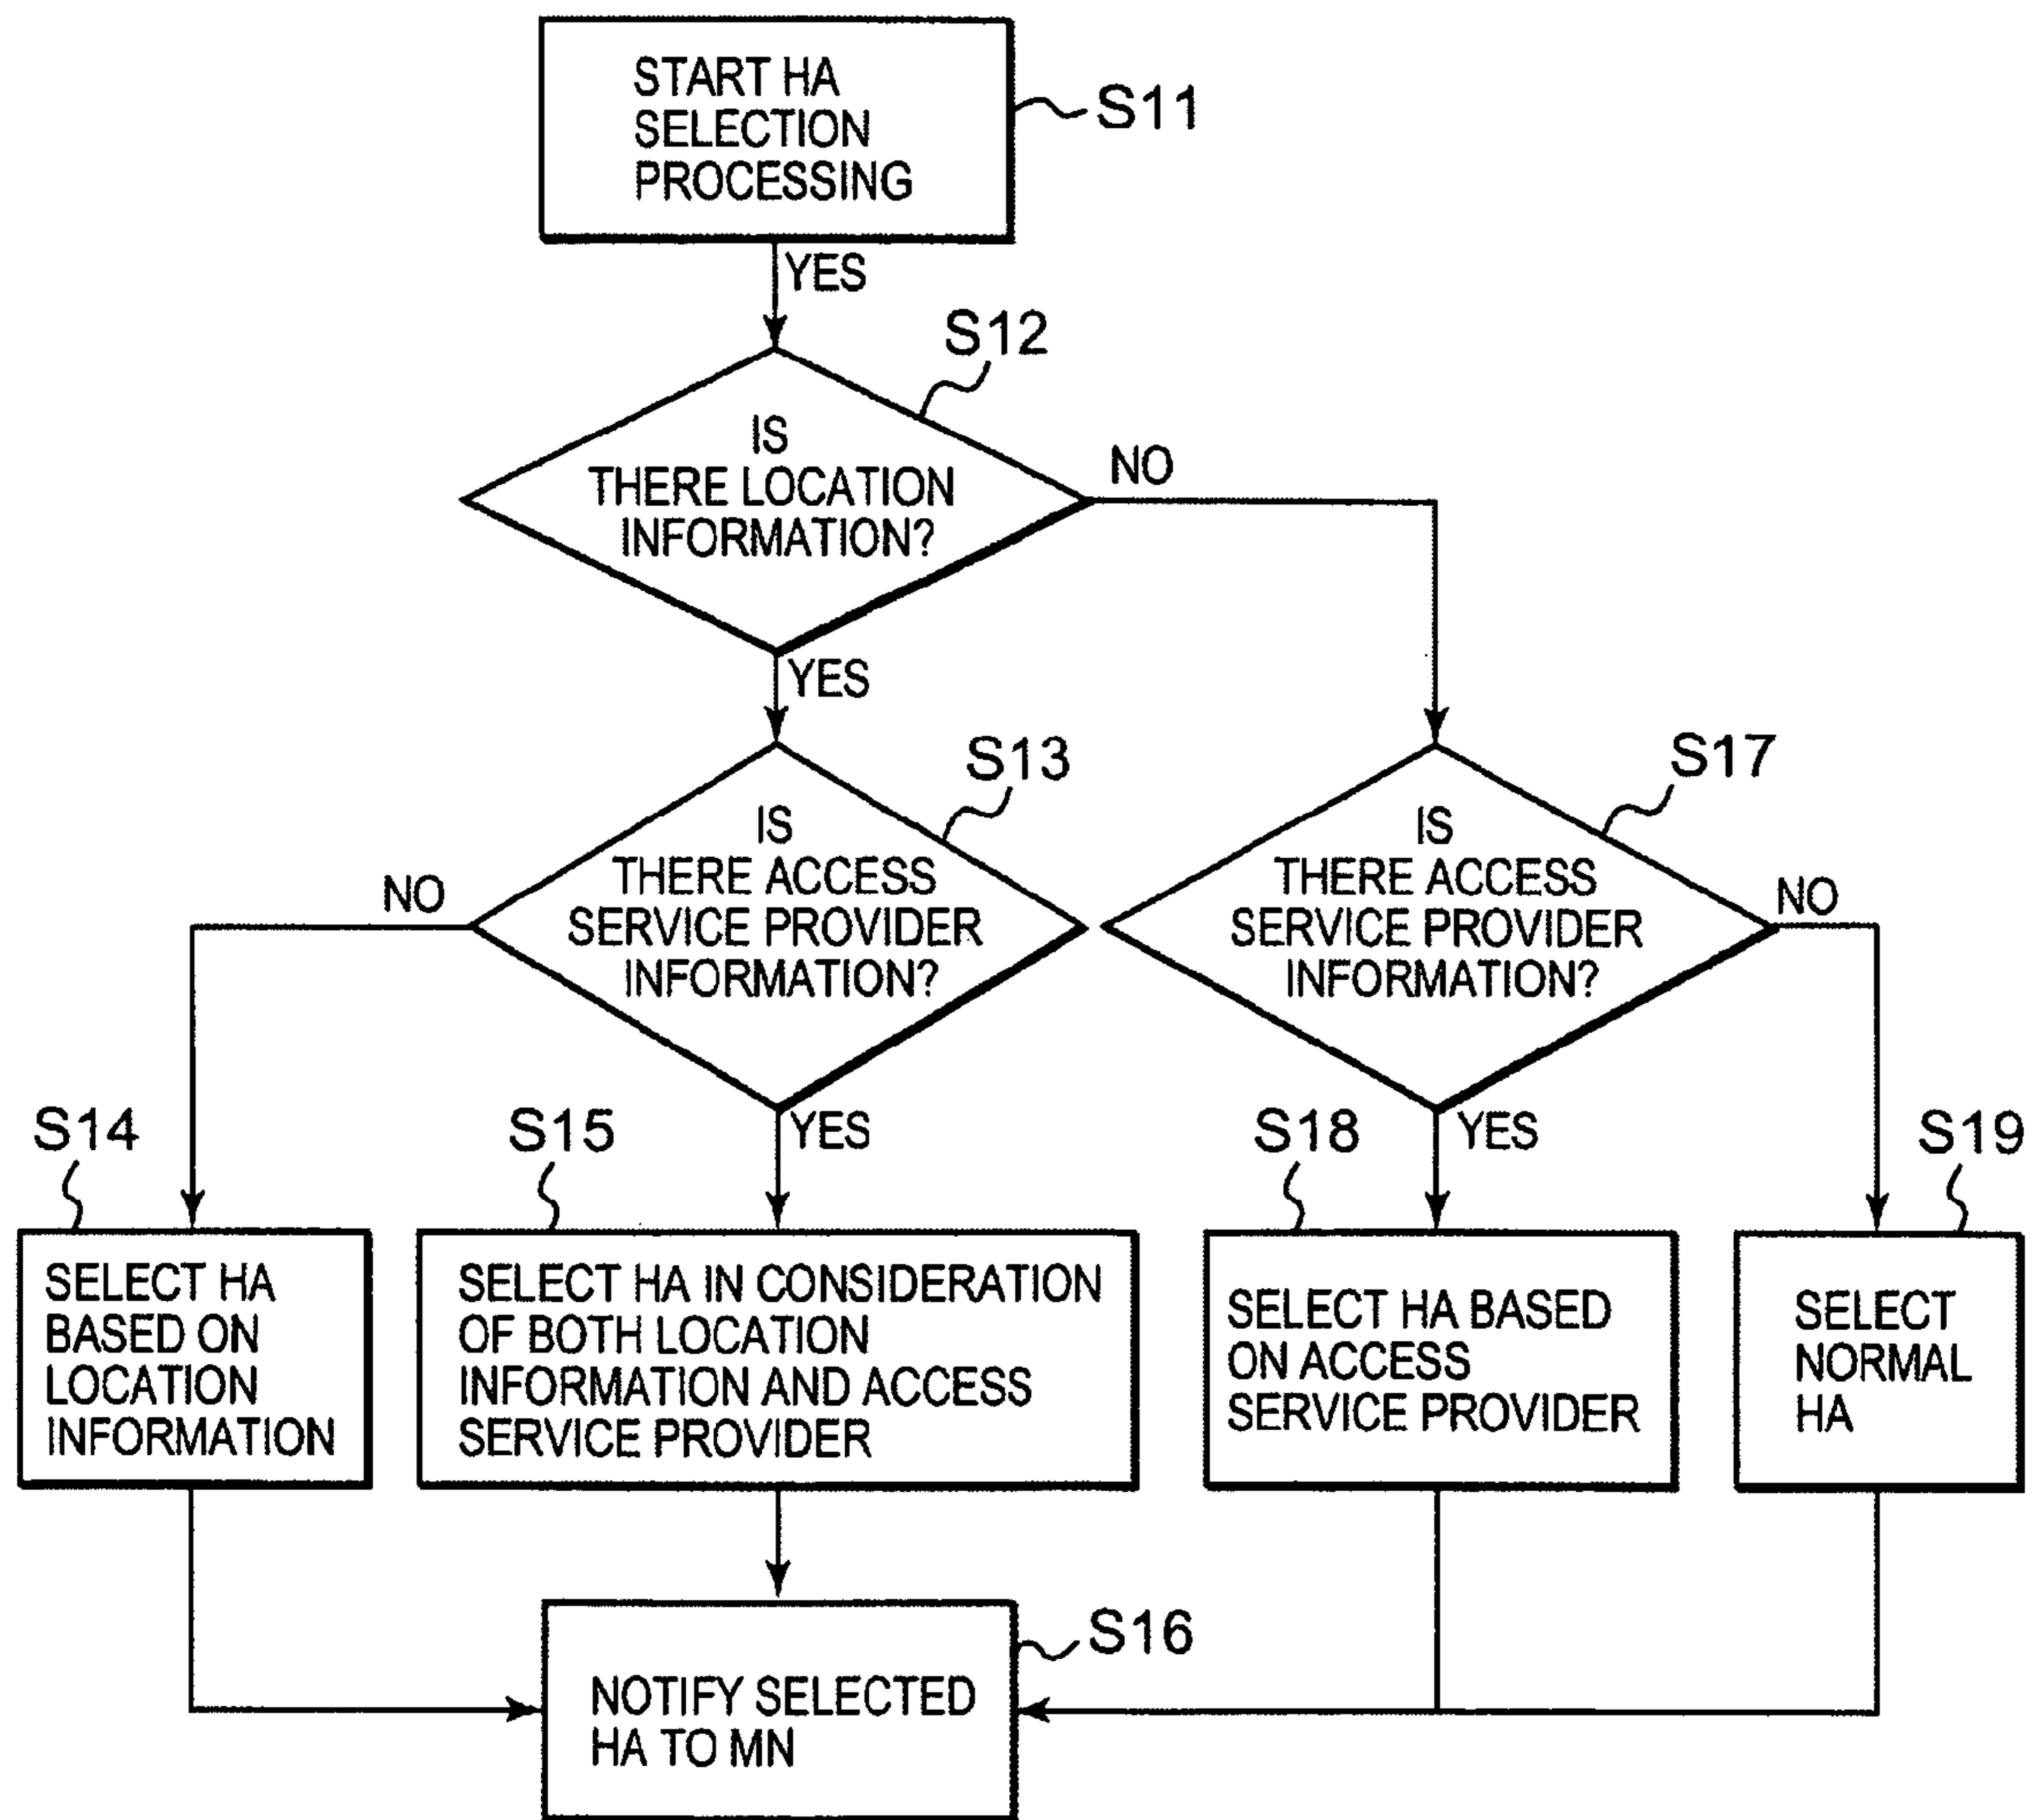 START HA
SELECTION
PROCESSING
S11
YES
S12
IS
THERE LOCATION
INFORMATION?
NO
YES
S13
IS
THERE ACCESS
SERVICE PROVIDER
INFORMATION?
NO
YES
S17
IS
THERE ACCESS
SERVICE PROVIDER
INFORMATION?
NO
YES
S14
SELECT HA
BASED ON
LOCATION
INFORMATION
S15
SELECT HA IN CONSIDERATION
OF BOTH LOCATION
INFORMATION AND ACCESS
SERVICE PROVIDER
S18
SELECT HA BASED
ON ACCESS
SERVICE PROVIDER
S19
SELECT
NORMAL
HA
S16
NOTIFY SELECTED
HA TO MN